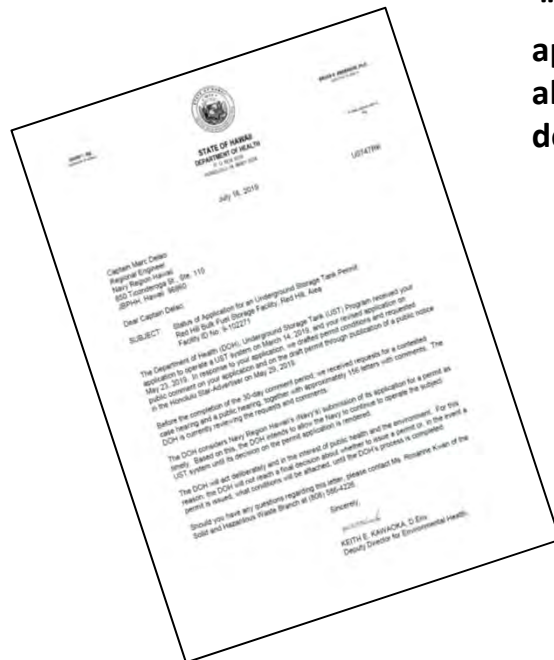 "
ap
al
de
STATE OF HAWAII
DEPARTMENT OF HEALTH
July 18, 2019
Captain Marc Delao
Regional Engineer
Navy Region Hawaii
850 Ticonderoga St., Ste. 110
JBPHH, Hawaii 96860
Dear Captain Delao:
SUBJECT Status of Application for an Underground Storage Tank Permit
Red Hill Bulk Fuel Storage Facility, Red Hill, Aiea
Facility ID No. 9-102271
The Department of Health (DOH), Underground Storage Tank (UST) Program received your
application to operate a UST system on March 14, 2019, and your revised application on
May 23, 2019. In response to your application, we drafted permit conditions and requested
public comment on your application and on the draft permit through publication of a public notice
in the Honolulu Star-Advertiser on May 29, 2019.
Before the completion of the 30-day comment period, we received requests for a contested
case hearing and a public hearing, together with approximately 156 letters with comments. The
DOH is currently reviewing the requests and comments.
The DOH considers Navy Region Hawaii's (Navy's) submission of its application for a permit as
timely. Based on this, the DOH intends to allow the Navy to continue to operate the subject
UST system until its decision on the permit application is rendered.
The DOH will act deliberately and in the interest of public health and the environment. For this
reason, the DOH will not reach a final decision about whether to issue a permit or, in the event a
permit is issued, what conditions will be attached, until the DOH's process is completed.
Should you have any questions regarding this letter, please contact Ms. Roxanne Kwan of the
Solid and Hazardous Waste Branch at (808) 586-4226.
Sincerely,
KEITH E. KAWAOKA, D.Env.
Deputy Director for Environmental Health